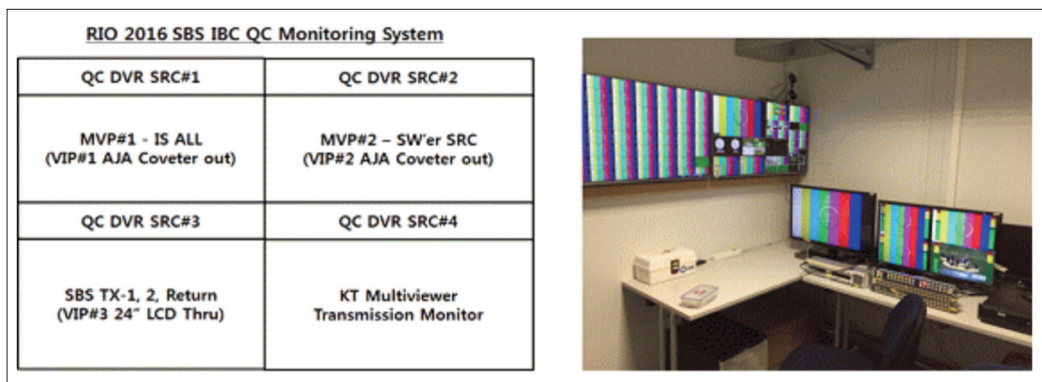 RIO 2016 SBS IBC QC Monitoring System
QC DVR SRC#1
QC DVR SRC#2
MVP#1 - IS ALL
(VIP#1 AJA Coveter out)
MVP#2 – SW'er SRC
(VIP#2 AJA Coveter out)
QC DVR SRC#3
QC DVR SRC#4
SBS TX-1, 2, Return
(VIP#3 24" LCD Thru)
KT Multiviewer
Transmission Monitor